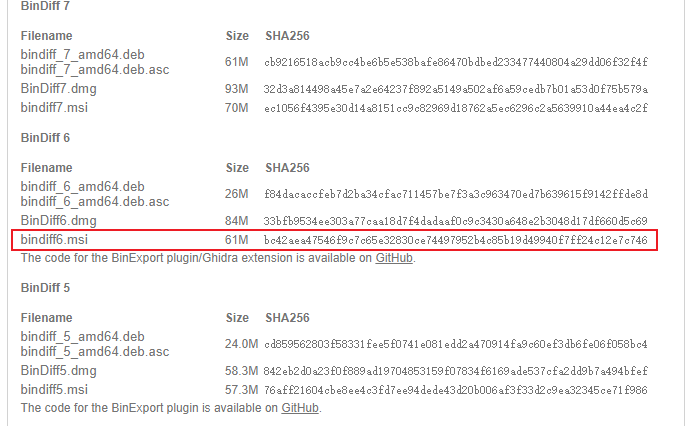 BinDiff 7
Filename Size SHA256
bindiff_7_amd64.deb
bindiff_7_amd64.deb.asc 61M cb9216518acb9cc4be6b5e538bafe86470bdbed233477440804a29dd06f32f4f
BinDiff7.dmg 93M 32d3a814498a45e7a2e64237f892a5149a502af6a59cedb7b01a53d0f75b579a
bindiff7.msi 70M ec1056f4395e30d14a8151cc9c82969d18762a5ec6296c2a5639910a44ea4c2f
BinDiff 6
Filename Size SHA256
bindiff_6_amd64.deb
bindiff_6_amd64.deb.asc 26M f84dacaccfeb7d2ba34cfac711457be7f3a3c963470ed7b639615f9142ffde8d
BinDiff6.dmg 84M 33bfb9534ee303a77caa18d7f4dadaaf0c9c3430a648e2b3048d17df660d5c69
bindiff6.msi 61M bc42aea47546f9c7c65e32830ce74497952b4c85b19d49940f7ff24c12e7c746
The code for the BinExport plugin/Ghidra extension is available on GitHub.
BinDiff 5
Filename Size SHA256
bindiff_5_amd64.deb
bindiff_5_amd64.deb.asc 24.0M cd859562803f58331fee5f0741e081edd2a470914fa9c60ef3db6fe06f058bc4
BinDiff5.dmg 58.3M 842eb2d0a23f0f889ad19704853159f07834f6169ade537cfa2dd9b7a494bfef
bindiff5.msi 57.3M 76aff21604cbe8ee4c3fd7ee94dede43d20b006af3f33d2c9ea32345ce71f986
The code for the BinExport plugin is available on GitHub.